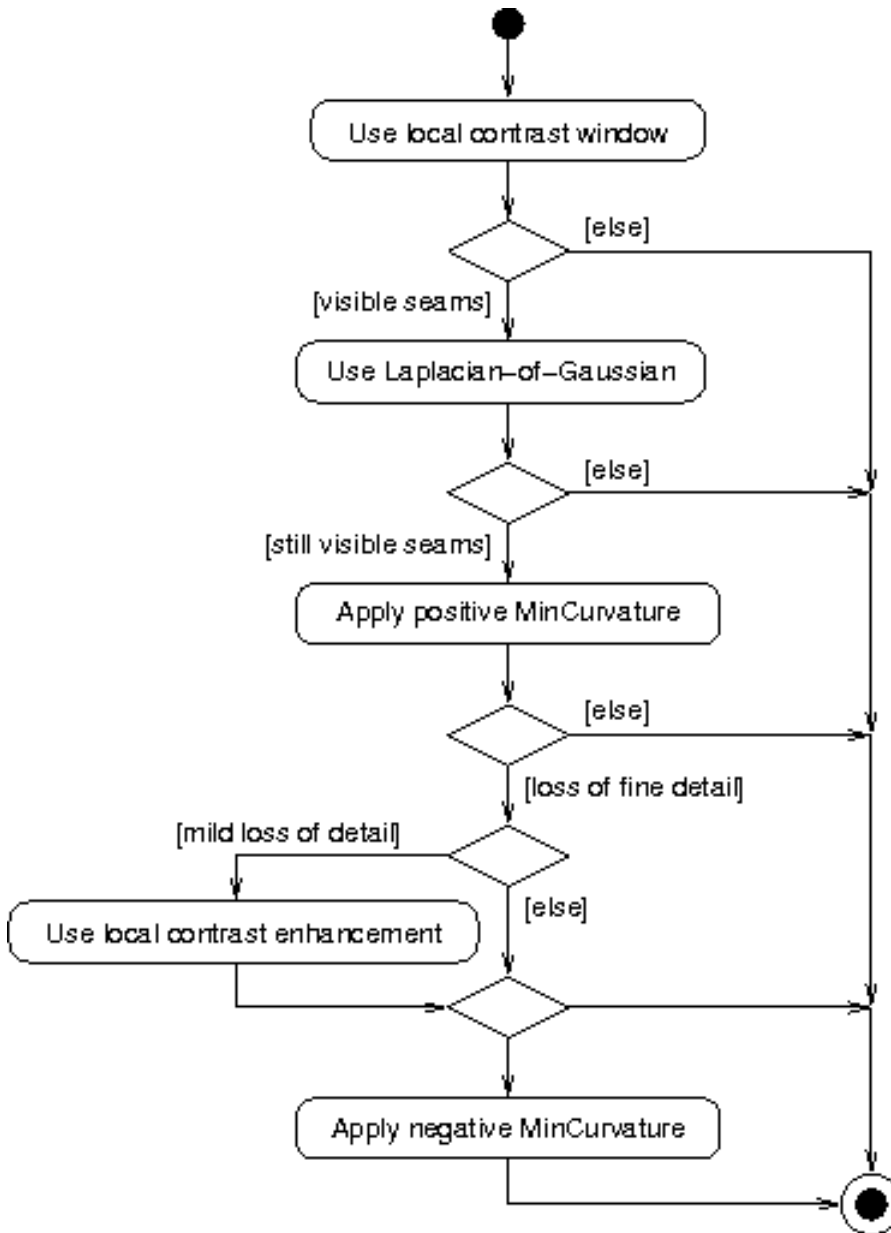 Use local contrast window
[else]
[visible seams]
Use Laplacian−of−Gaussian
[else]
[still visible seams]
Apply positive MinCurvature
[else]
[loss of fine detail]
[mild loss of detail]
[else]
Use local contrast enhancement
Apply negative MinCurvature